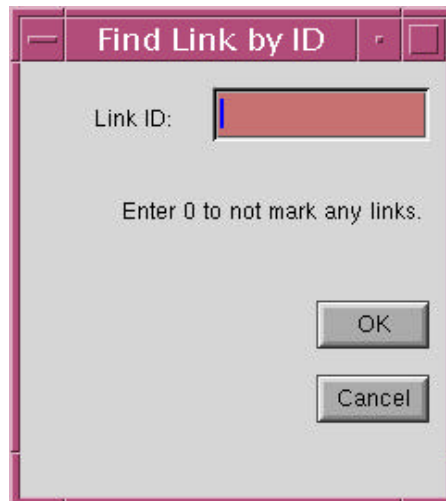 Find Link by ID
Link ID:
Enter 0 to not mark any links.
OK
Cancel